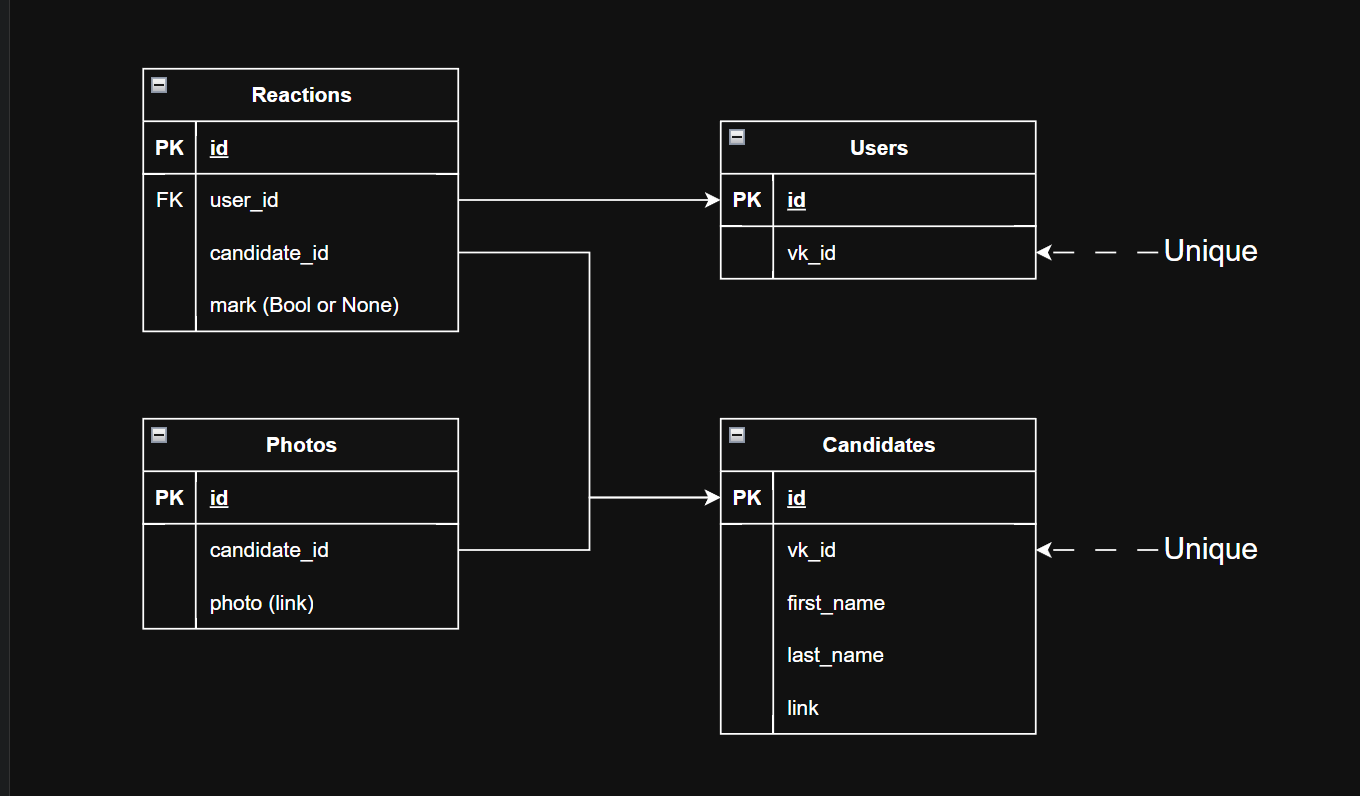 Reactions
PK id
FK user_id
candidate_id
mark (Bool or None)
Users
PK id
vk_id
Unique
Photos
PK id
candidate_id
photo (link)
Candidates
PK id
vk_id
Unique
first_name
last_name
link